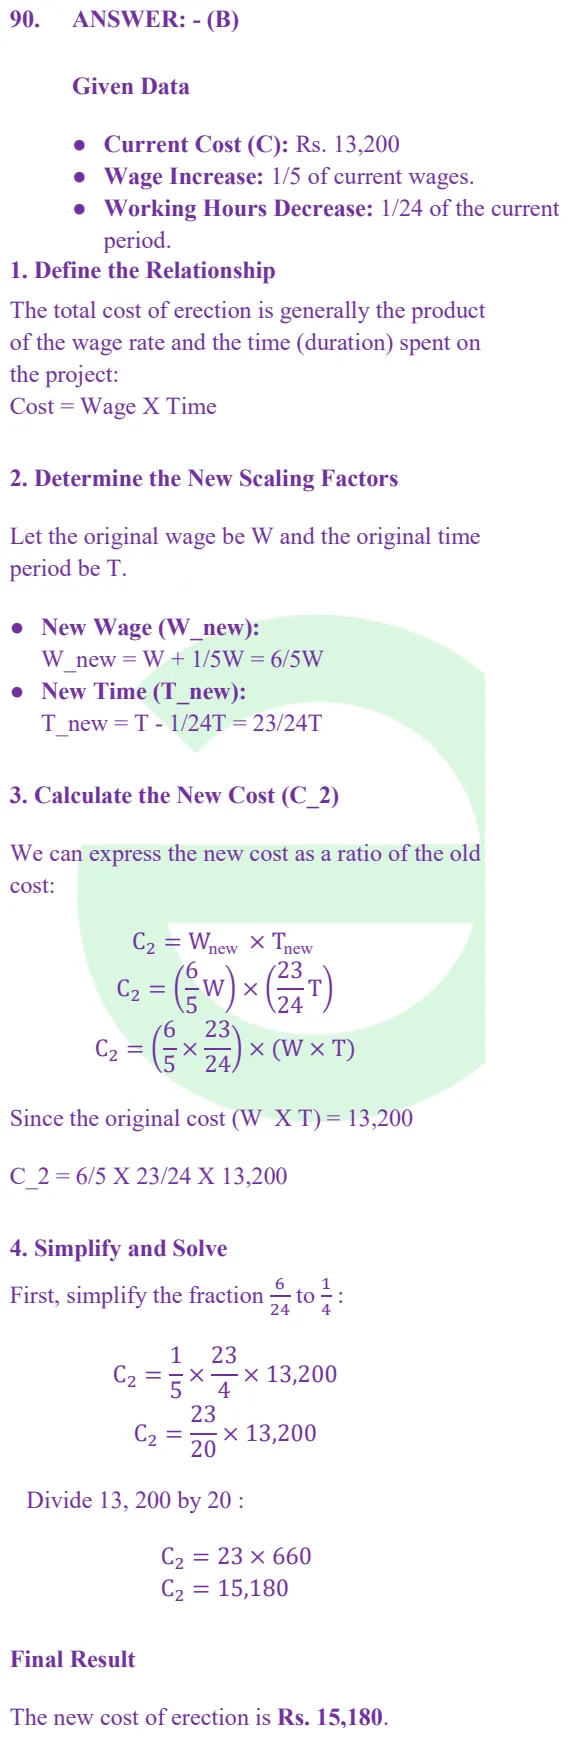 90. ANSWER: - (B)
Given Data
● Current Cost (C): Rs. 13,200
● Wage Increase: 1/5 of current wages.
● Working Hours Decrease: 1/24 of the current
period.
1. Define the Relationship
The total cost of erection is generally the product
of the wage rate and the time (duration) spent on
the project:
Cost = Wage X Time
2. Determine the New Scaling Factors
Let the original wage be W and the original time
period be T.
● New Wage (W_new):
W_new = W + 1/5W = 6/5W
● New Time (T_new):
T_new = T - 1/24T = 23/24T
3. Calculate the New Cost (C_2)
We can express the new cost as a ratio of the old
cost:
C₂ = Wnew × Tnew
C₂ = (6/5 W) × (23/24 T)
C₂ = (6/5 × 23/24) × (W × T)
Since the original cost (W X T) = 13,200
C_2 = 6/5 X 23/24 X 13,200
4. Simplify and Solve
First, simplify the fraction 6/24 to 1/4 :
C₂ = 1/5 × 23/4 × 13,200
C₂ = 23/20 × 13,200
Divide 13, 200 by 20 :
C₂ = 23 × 660
C₂ = 15,180
Final Result
The new cost of erection is Rs. 15,180.